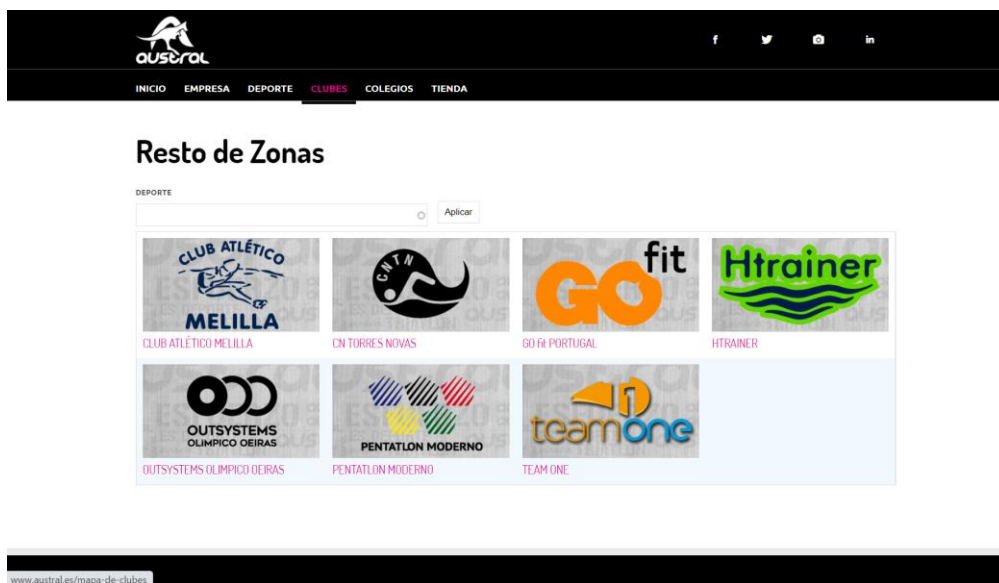 austral
f in
INICIO EMPRESA DEPORTE CLUBES COLEGIOS TIENDA
Resto de Zonas
DEPORTE
Aplicar
CLUB ATLÉTICO
MELILLA
CNTN
GO fit
Htrainer
CLUB ATLÉTICO MELILLA CN TORRES NOVAS GO fit PORTUGAL HTRAINER
OUTSYSTEMS
OLIMPICO OEIRAS
PENTATLON MODERNO
1
teamone
OUTSYSTEMS OLIMPICO OEIRAS PENTATLON MODERNO TEAM ONE
www.austral.es/mapa-de-clubes